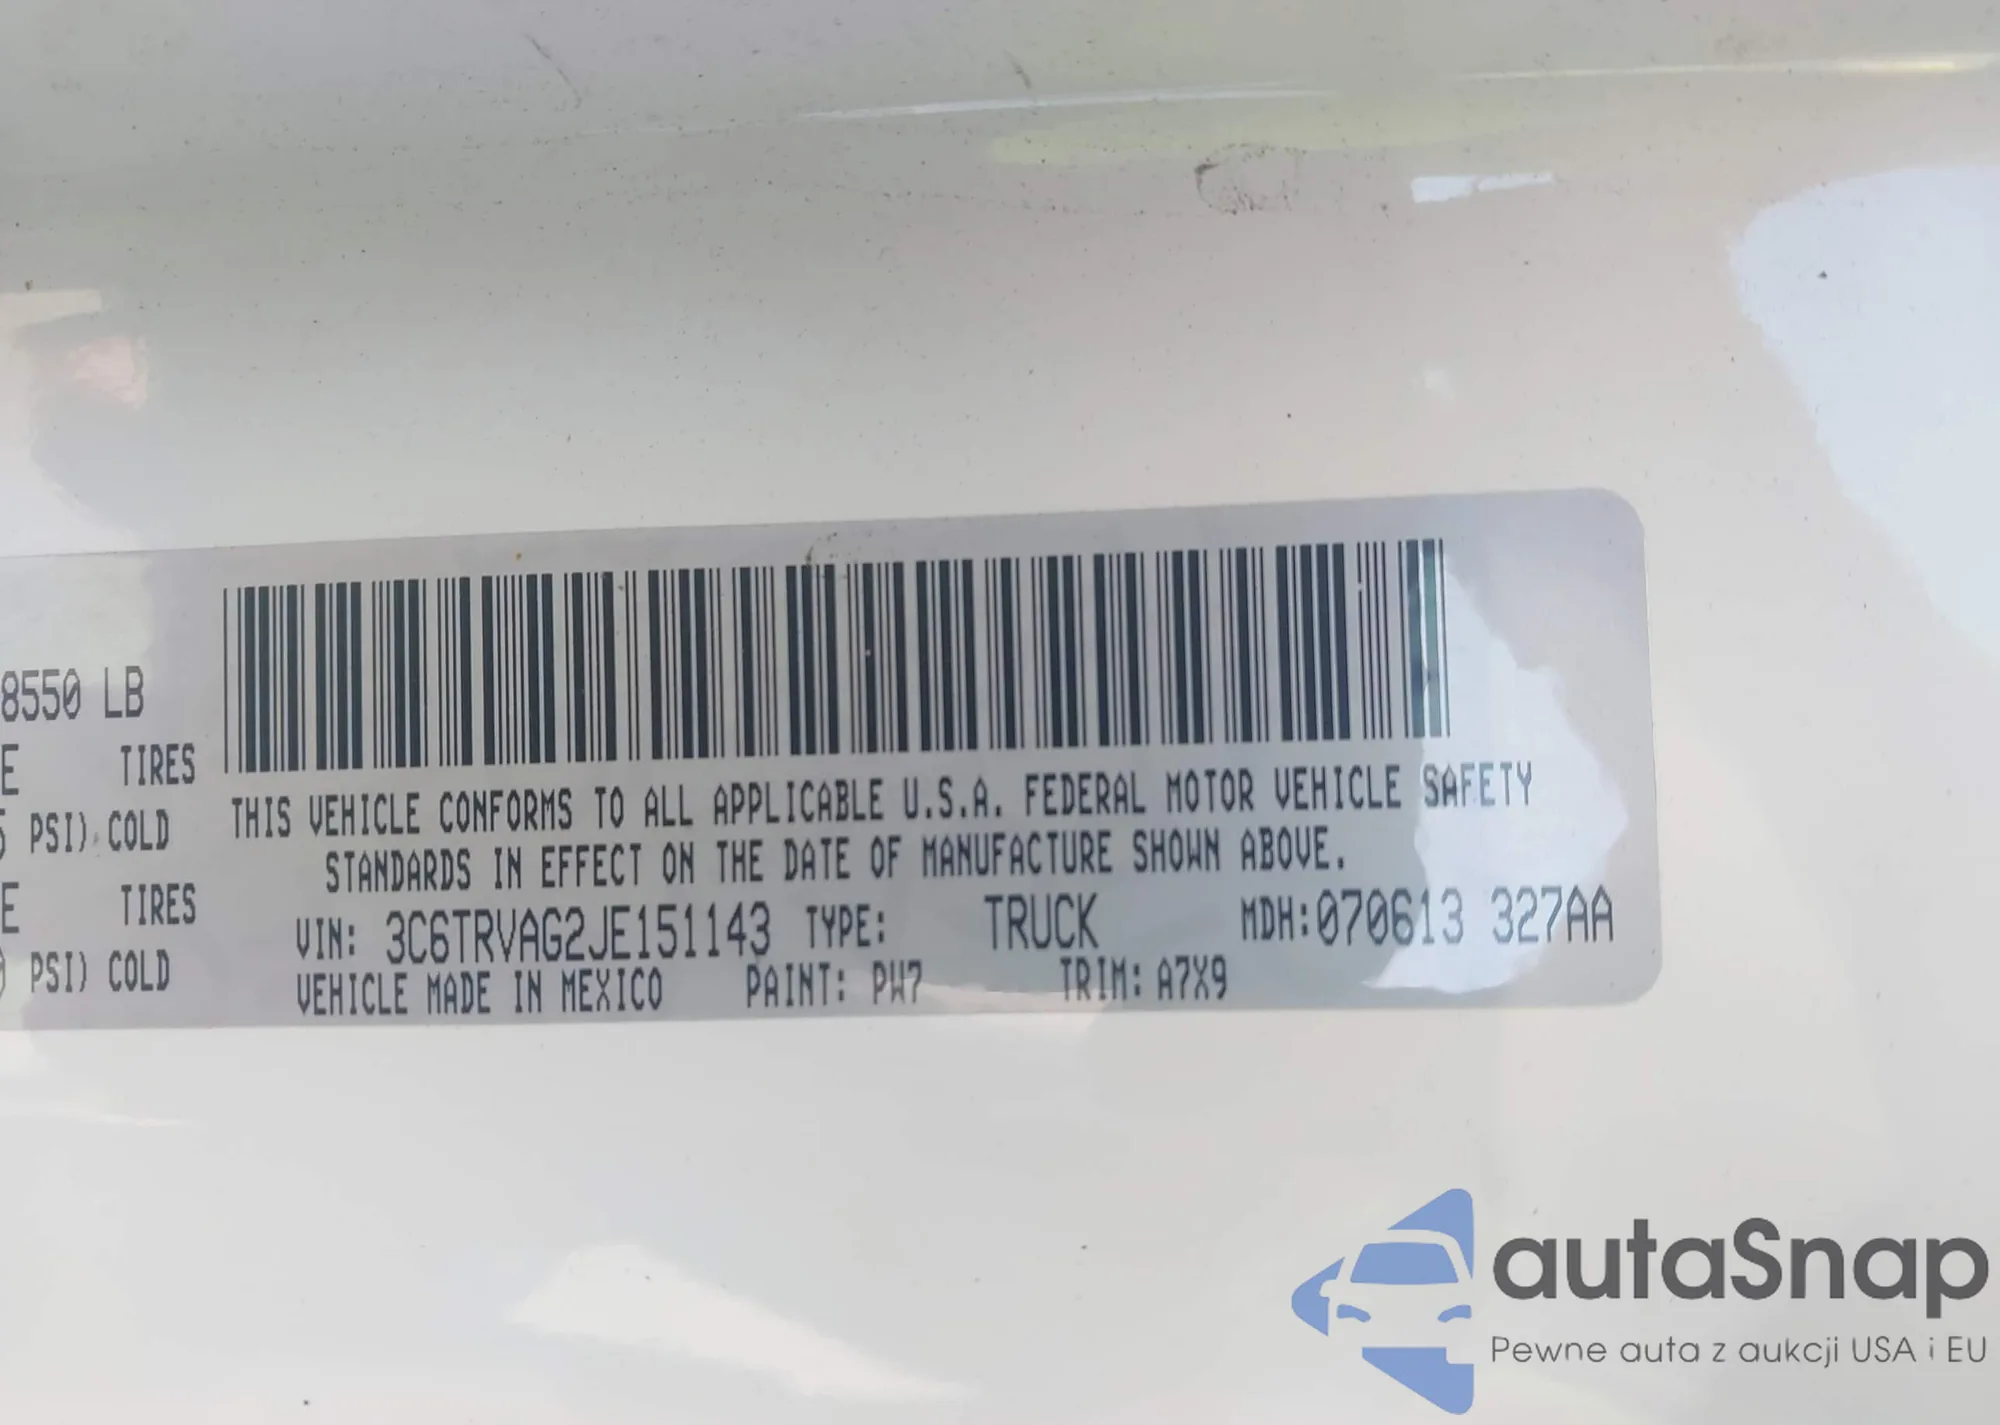 8550 LB
E TIRES
5 PSI) COLD
E TIRES
0 PSI) COLD
THIS VEHICLE CONFORMS TO ALL APPLICABLE U.S.A. FEDERAL MOTOR VEHICLE SAFETY
STANDARDS IN EFFECT ON THE DATE OF MANUFACTURE SHOWN ABOVE.
VIN: 3C6TRVAG2JE151143 TYPE: TRUCK MDH:070613 327AA
VEHICLE MADE IN MEXICO PAINT: PW7 TRIM: A7X9
autaSnap
Pewne auta z aukcji USA i EU